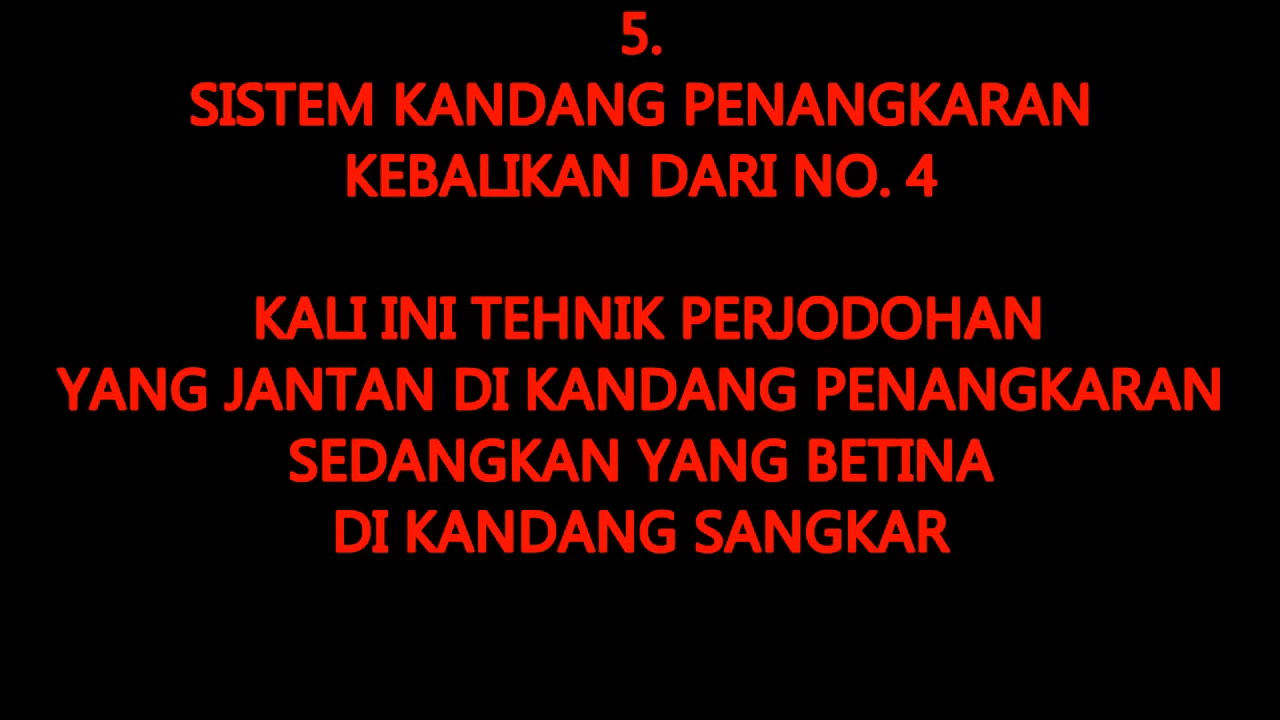 5.
SISTEM KANDANG PENANGKARAN
KEBALIKAN DARI NO. 4
KALI INI TEHNIK PERJODOHAN
YANG JANTAN DI KANDANG PENANGKARAN
SEDANGKAN YANG BETINA
DI KANDANG SANGKAR